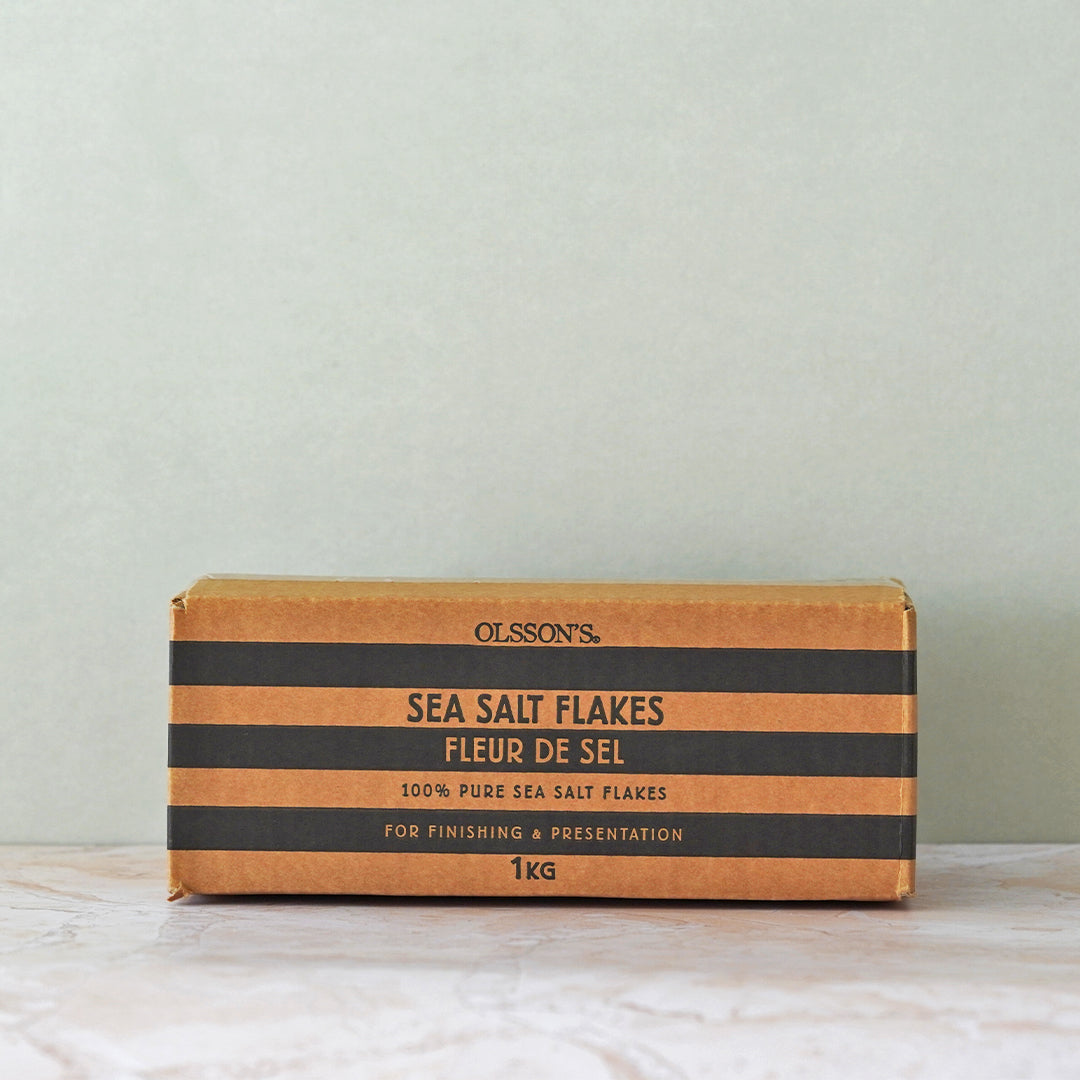 OLSSON'S®
SEA SALT FLAKES
FLEUR DE SEL
100% PURE SEA SALT FLAKES
FOR FINISHING & PRESENTATION
1KG